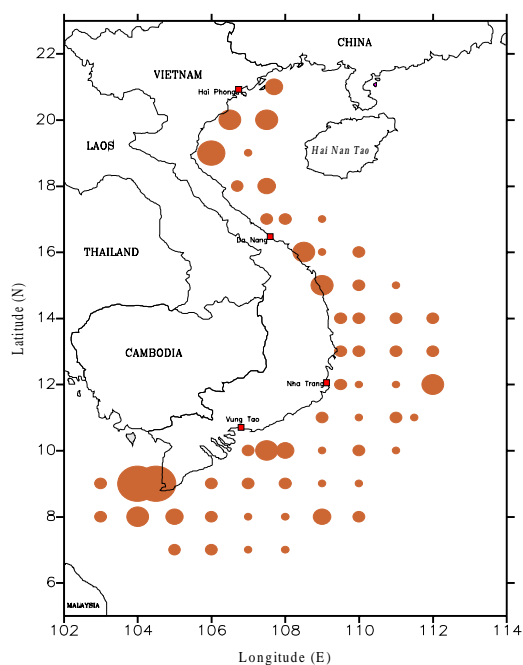 22
CHINA
VIETNAM
Hai Phong
20
LAOS
Hai Nan Tao
18
Da Nang
16
THAILAND
14
CAMBODIA
12
Nha Trang
Vung Tao
10
8
6
MALAYSIA
102 104 106 108 110 112 114
Latitude (N)
Longitude (E)